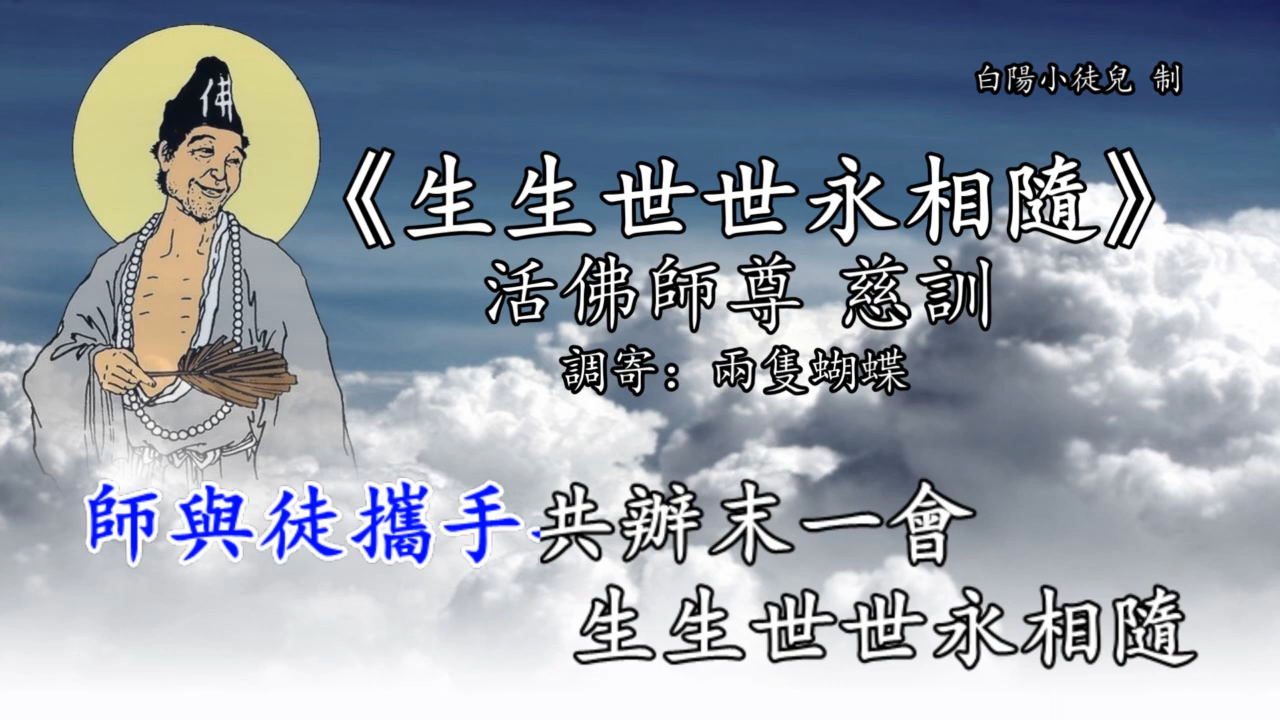 佛
白陽小徒兒 制
《生生世世永相隨》
活佛師尊 慈訓
調寄：兩隻蝴蝶
師與徒攜手共辦末一會
生生世世永相隨